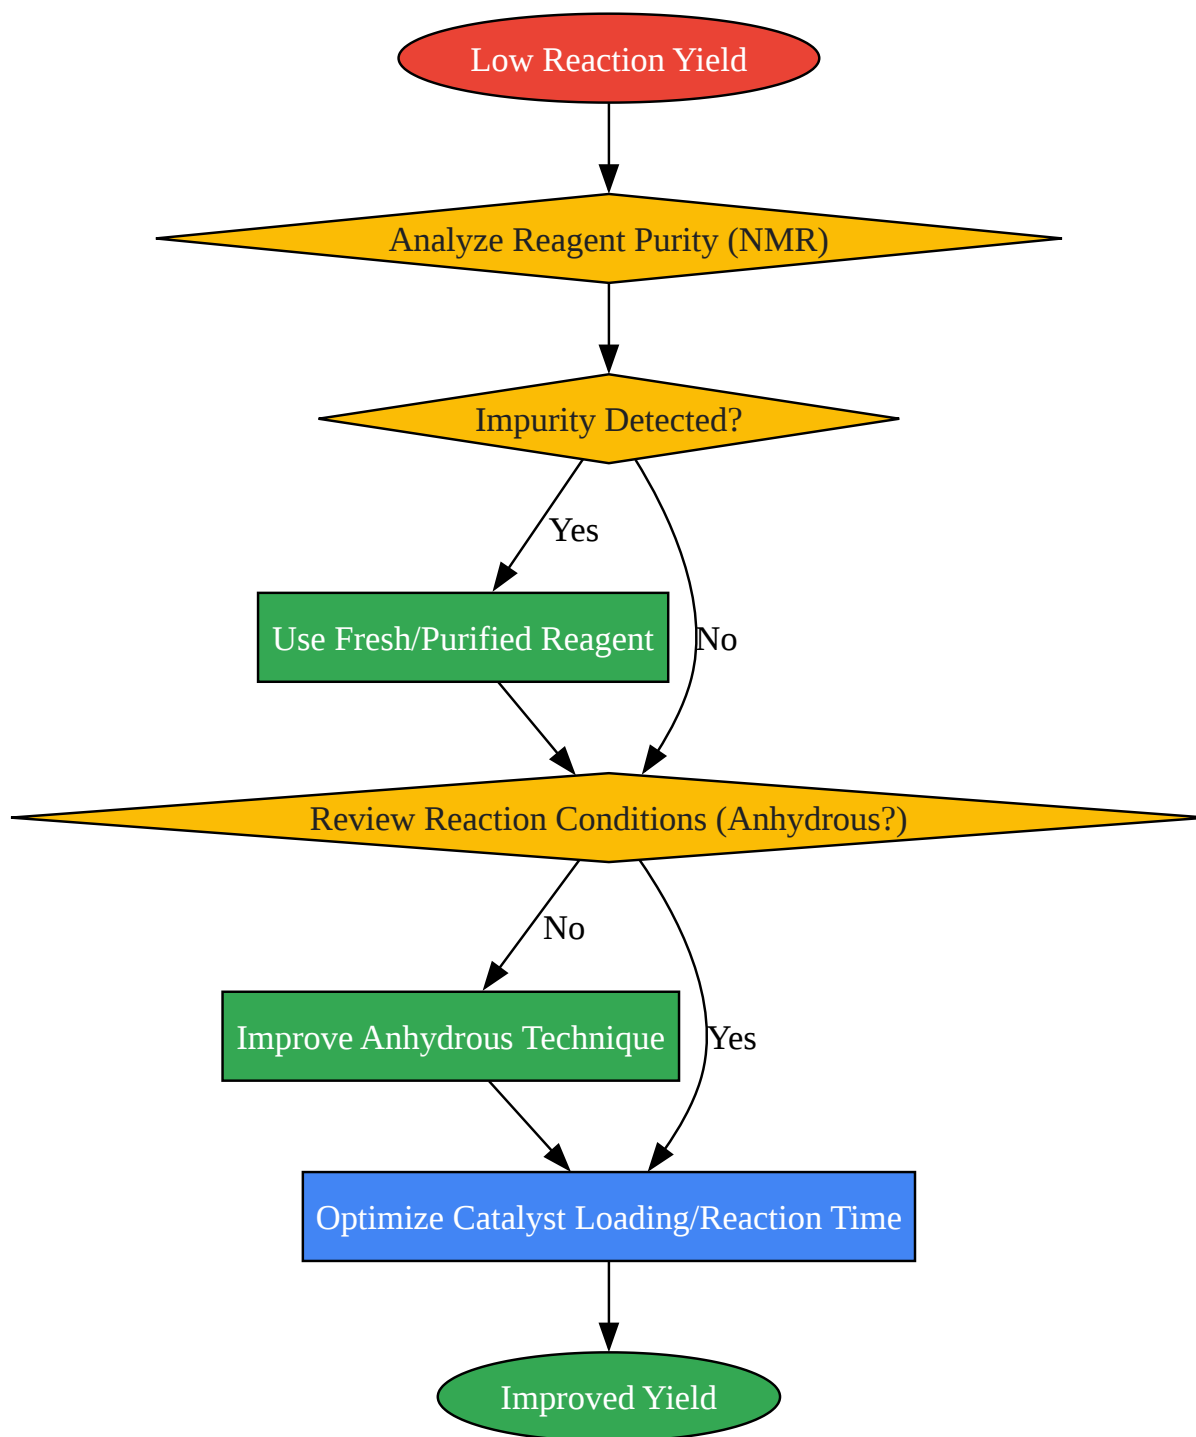 Low Reaction Yield
Analyze Reagent Purity (NMR)
Impurity Detected?
Yes
Use Fresh/Purified Reagent
No
Review Reaction Conditions (Anhydrous?)
No
Improve Anhydrous Technique
Yes
Optimize Catalyst Loading/Reaction Time
Improved Yield